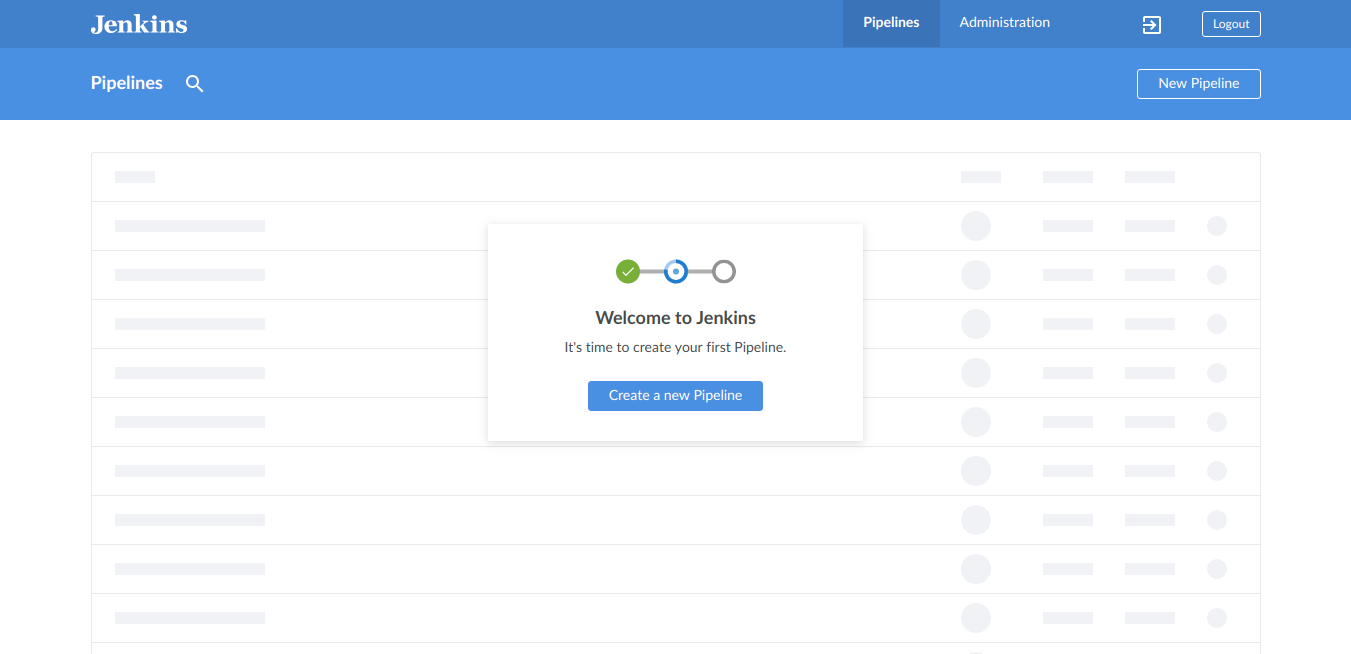 Jenkins
Pipelines
Administration
Logout
Pipelines
New Pipeline
Welcome to Jenkins
It's time to create your first Pipeline.
Create a new Pipeline